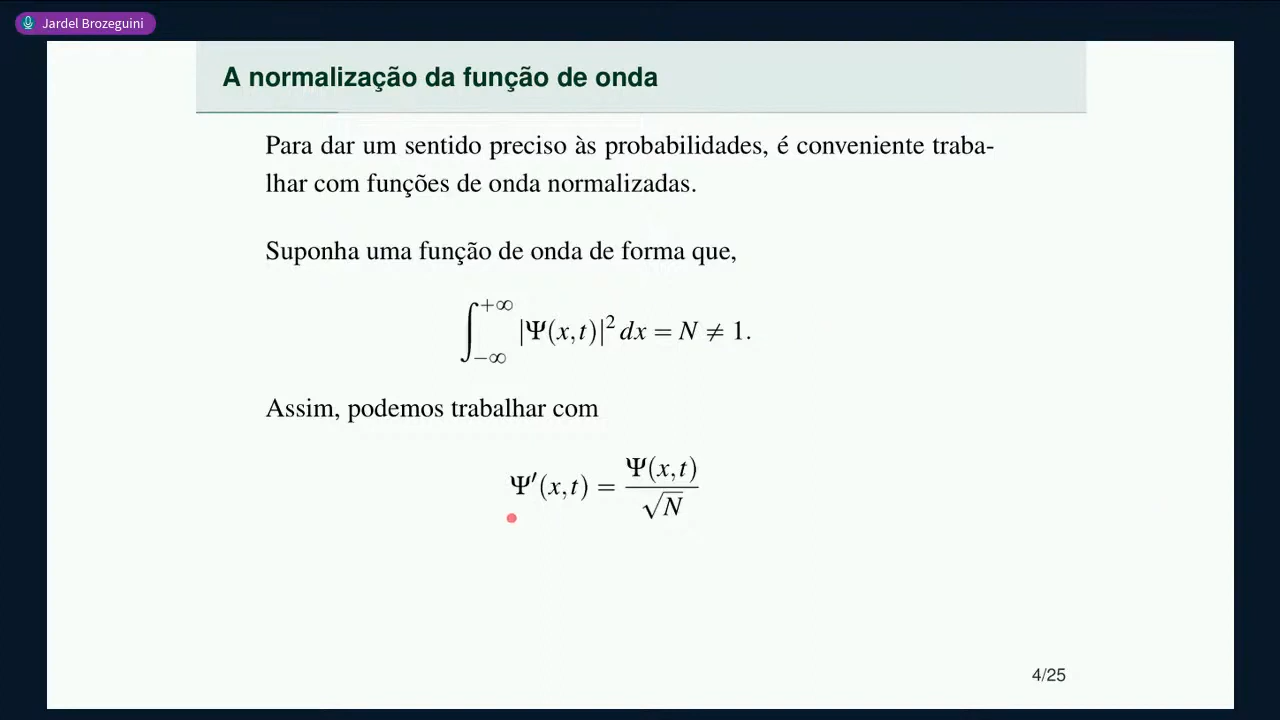 Jardel Brozeguini
A normalização da função de onda
Para dar um sentido preciso às probabilidades, é conveniente traba-
lhar com funções de onda normalizadas.
Suponha uma função de onda de forma que,
∫_{−∞}^{+∞} |Ψ(x,t)|² dx = N ≠ 1.
Assim, podemos trabalhar com
Ψ′(x,t) = Ψ(x,t)/√N
4/25